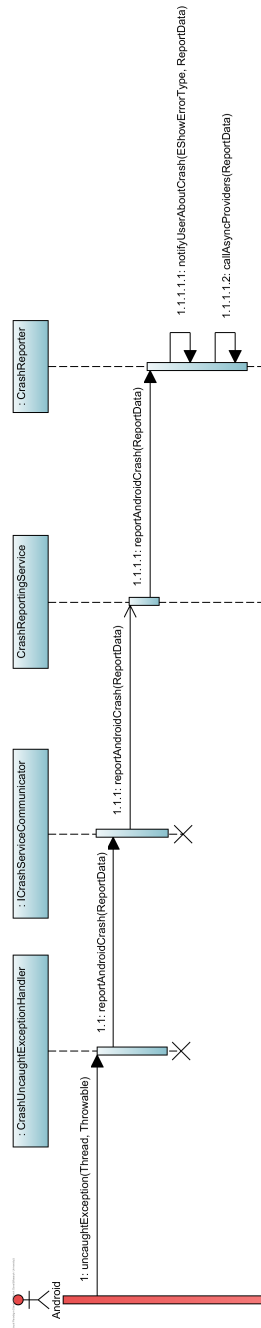 Android
: CrashUncaughtExceptionHandler
: ICrashServiceCommunicator
CrashReportingService
: CrashReporter
1: uncaughtException(Thread, Throwable)
1.1: reportAndroidCrash(ReportData)
1.1.1: reportAndroidCrash(ReportData)
1.1.1.1: reportAndroidCrash(ReportData)
1.1.1.1.1: notifyUserAboutCrash(EShowErrorType, ReportData)
1.1.1.1.2: callAsyncProviders(ReportData)